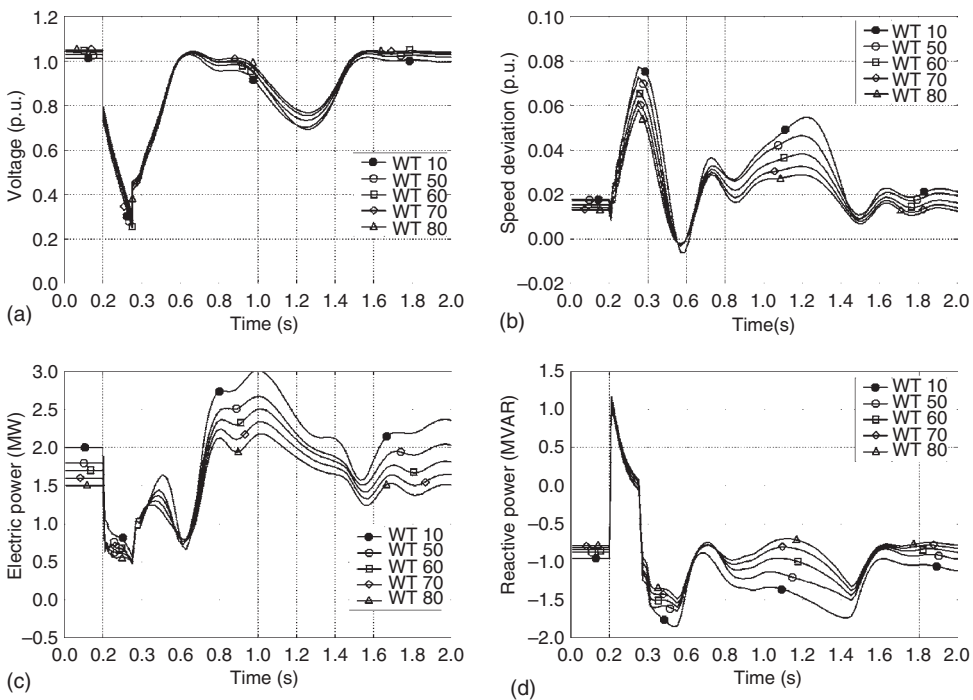 1.2
1.0
0.8
0.6
0.4
0.2
0.0
Voltage (p.u.)
WT 10
WT 50
WT 60
WT 70
WT 80
0.0 0.2 0.3 0.6 0.8 1.0 1.2 1.4 1.6 1.8 2.0
Time (s)
(a)
0.10
0.08
0.06
0.04
0.02
0.00
–0.02
Speed deviation (p.u.)
WT 10
WT 50
WT 60
WT 70
WT 80
0.0 0.2 0.3 0.6 0.8 1.0 1.2 1.4 1.6 1.8 2.0
Time(s)
(b)
3.0
2.5
2.0
1.5
1.0
0.5
0.0
–0.5
Electric power (MW)
WT 10
WT 50
WT 60
WT 70
WT 80
0.0 0.2 0.3 0.6 0.8 1.0 1.2 1.4 1.6 1.8 2.0
Time (s)
(c)
1.5
1.0
0.5
0.0
–0.5
–1.0
–1.5
–2.0
Reactive power (MVAR)
WT 10
WT 50
WT 60
WT 70
WT 80
0.0 0.2 0.4 0.6 0.8 1.0 1.2 1.4 1.6 1.8 2.0
Time (s)
(d)